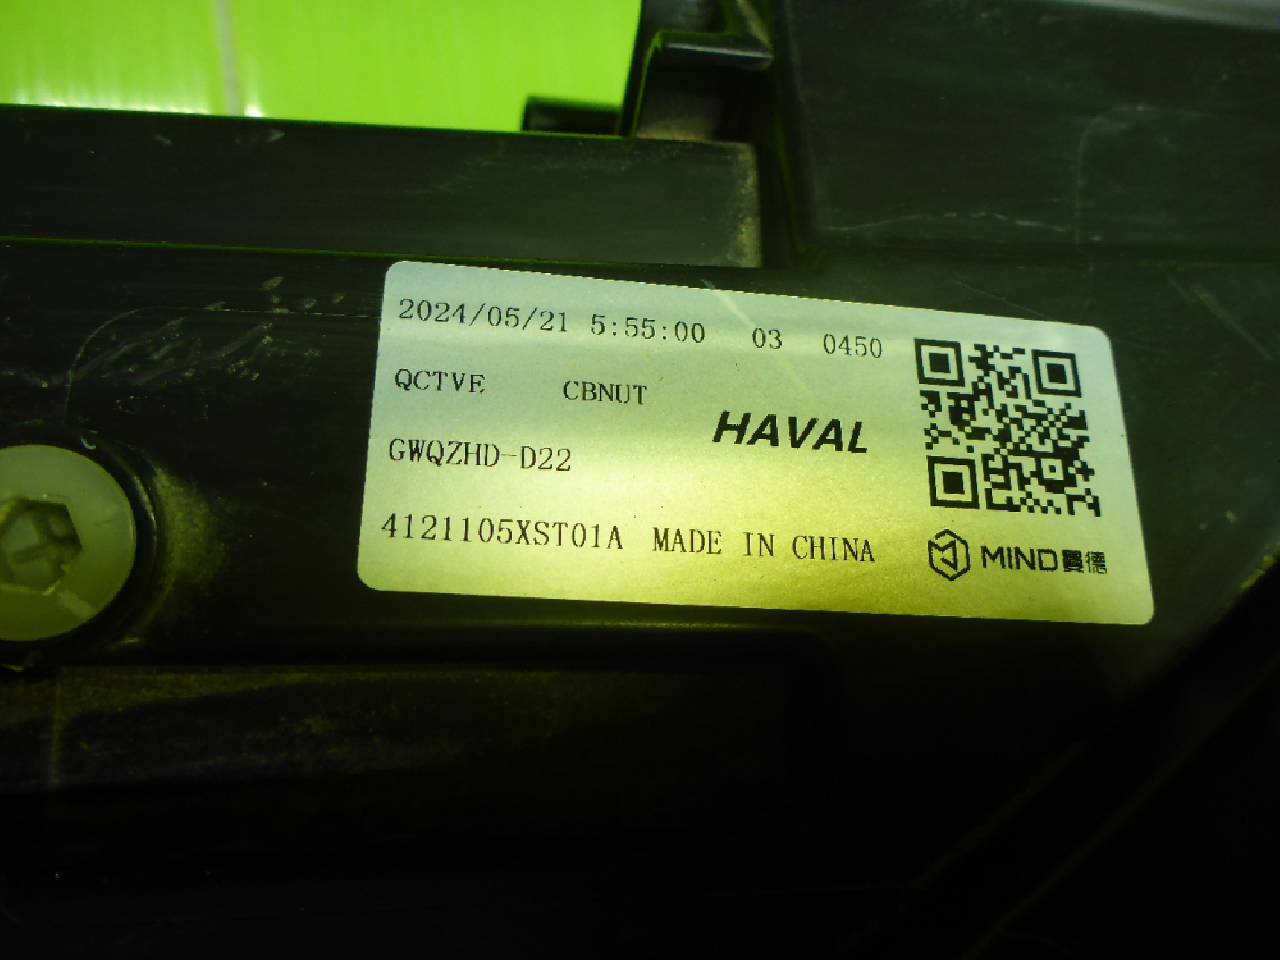 2024/05/21 5:55:00 03 0450
QCTVE CBNUT
HAVAL
GWQZHD-D22
4121105XST01A MADE IN CHINA
MIND曼德